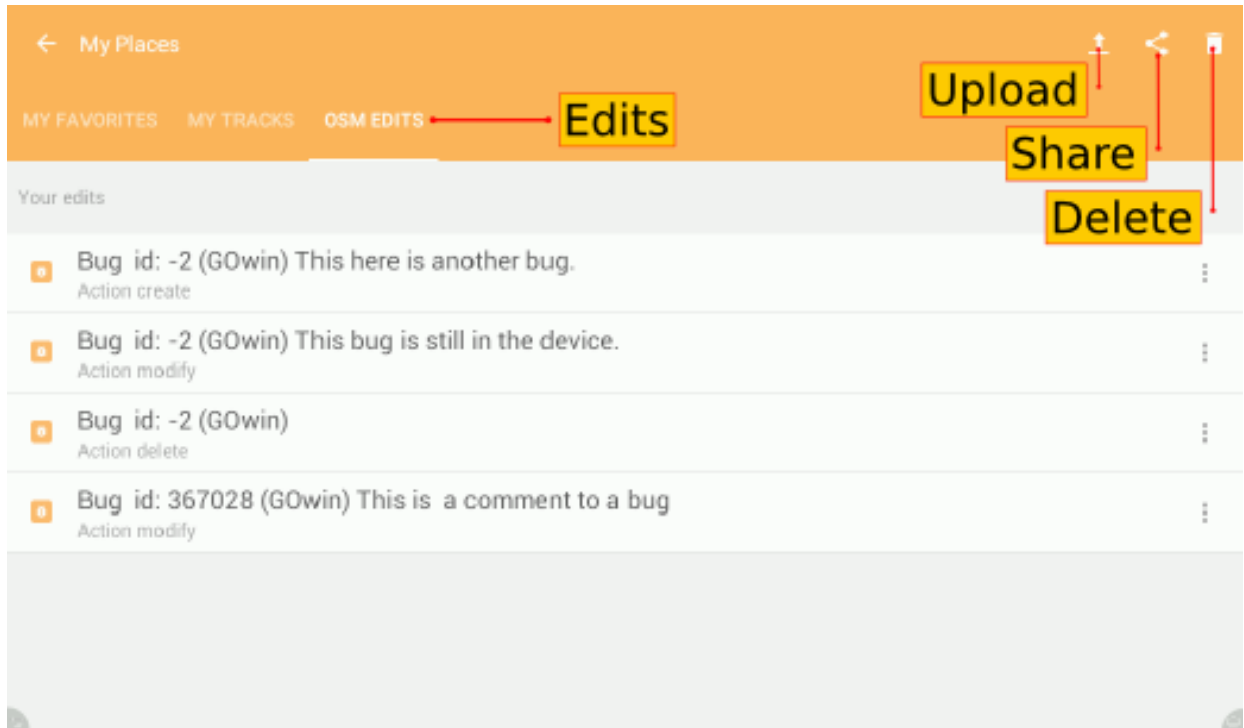 My Places
Upload
MY FAVORITES MY TRACKS OSM EDITS Edits
Share
Your edits
Delete
Bug id: -2 (GOwin) This here is another bug.
Action create
Bug id: -2 (GOwin) This bug is still in the device.
Action modify
Bug id: -2 (GOwin)
Action delete
Bug id: 367028 (GOwin) This is a comment to a bug
Action modify